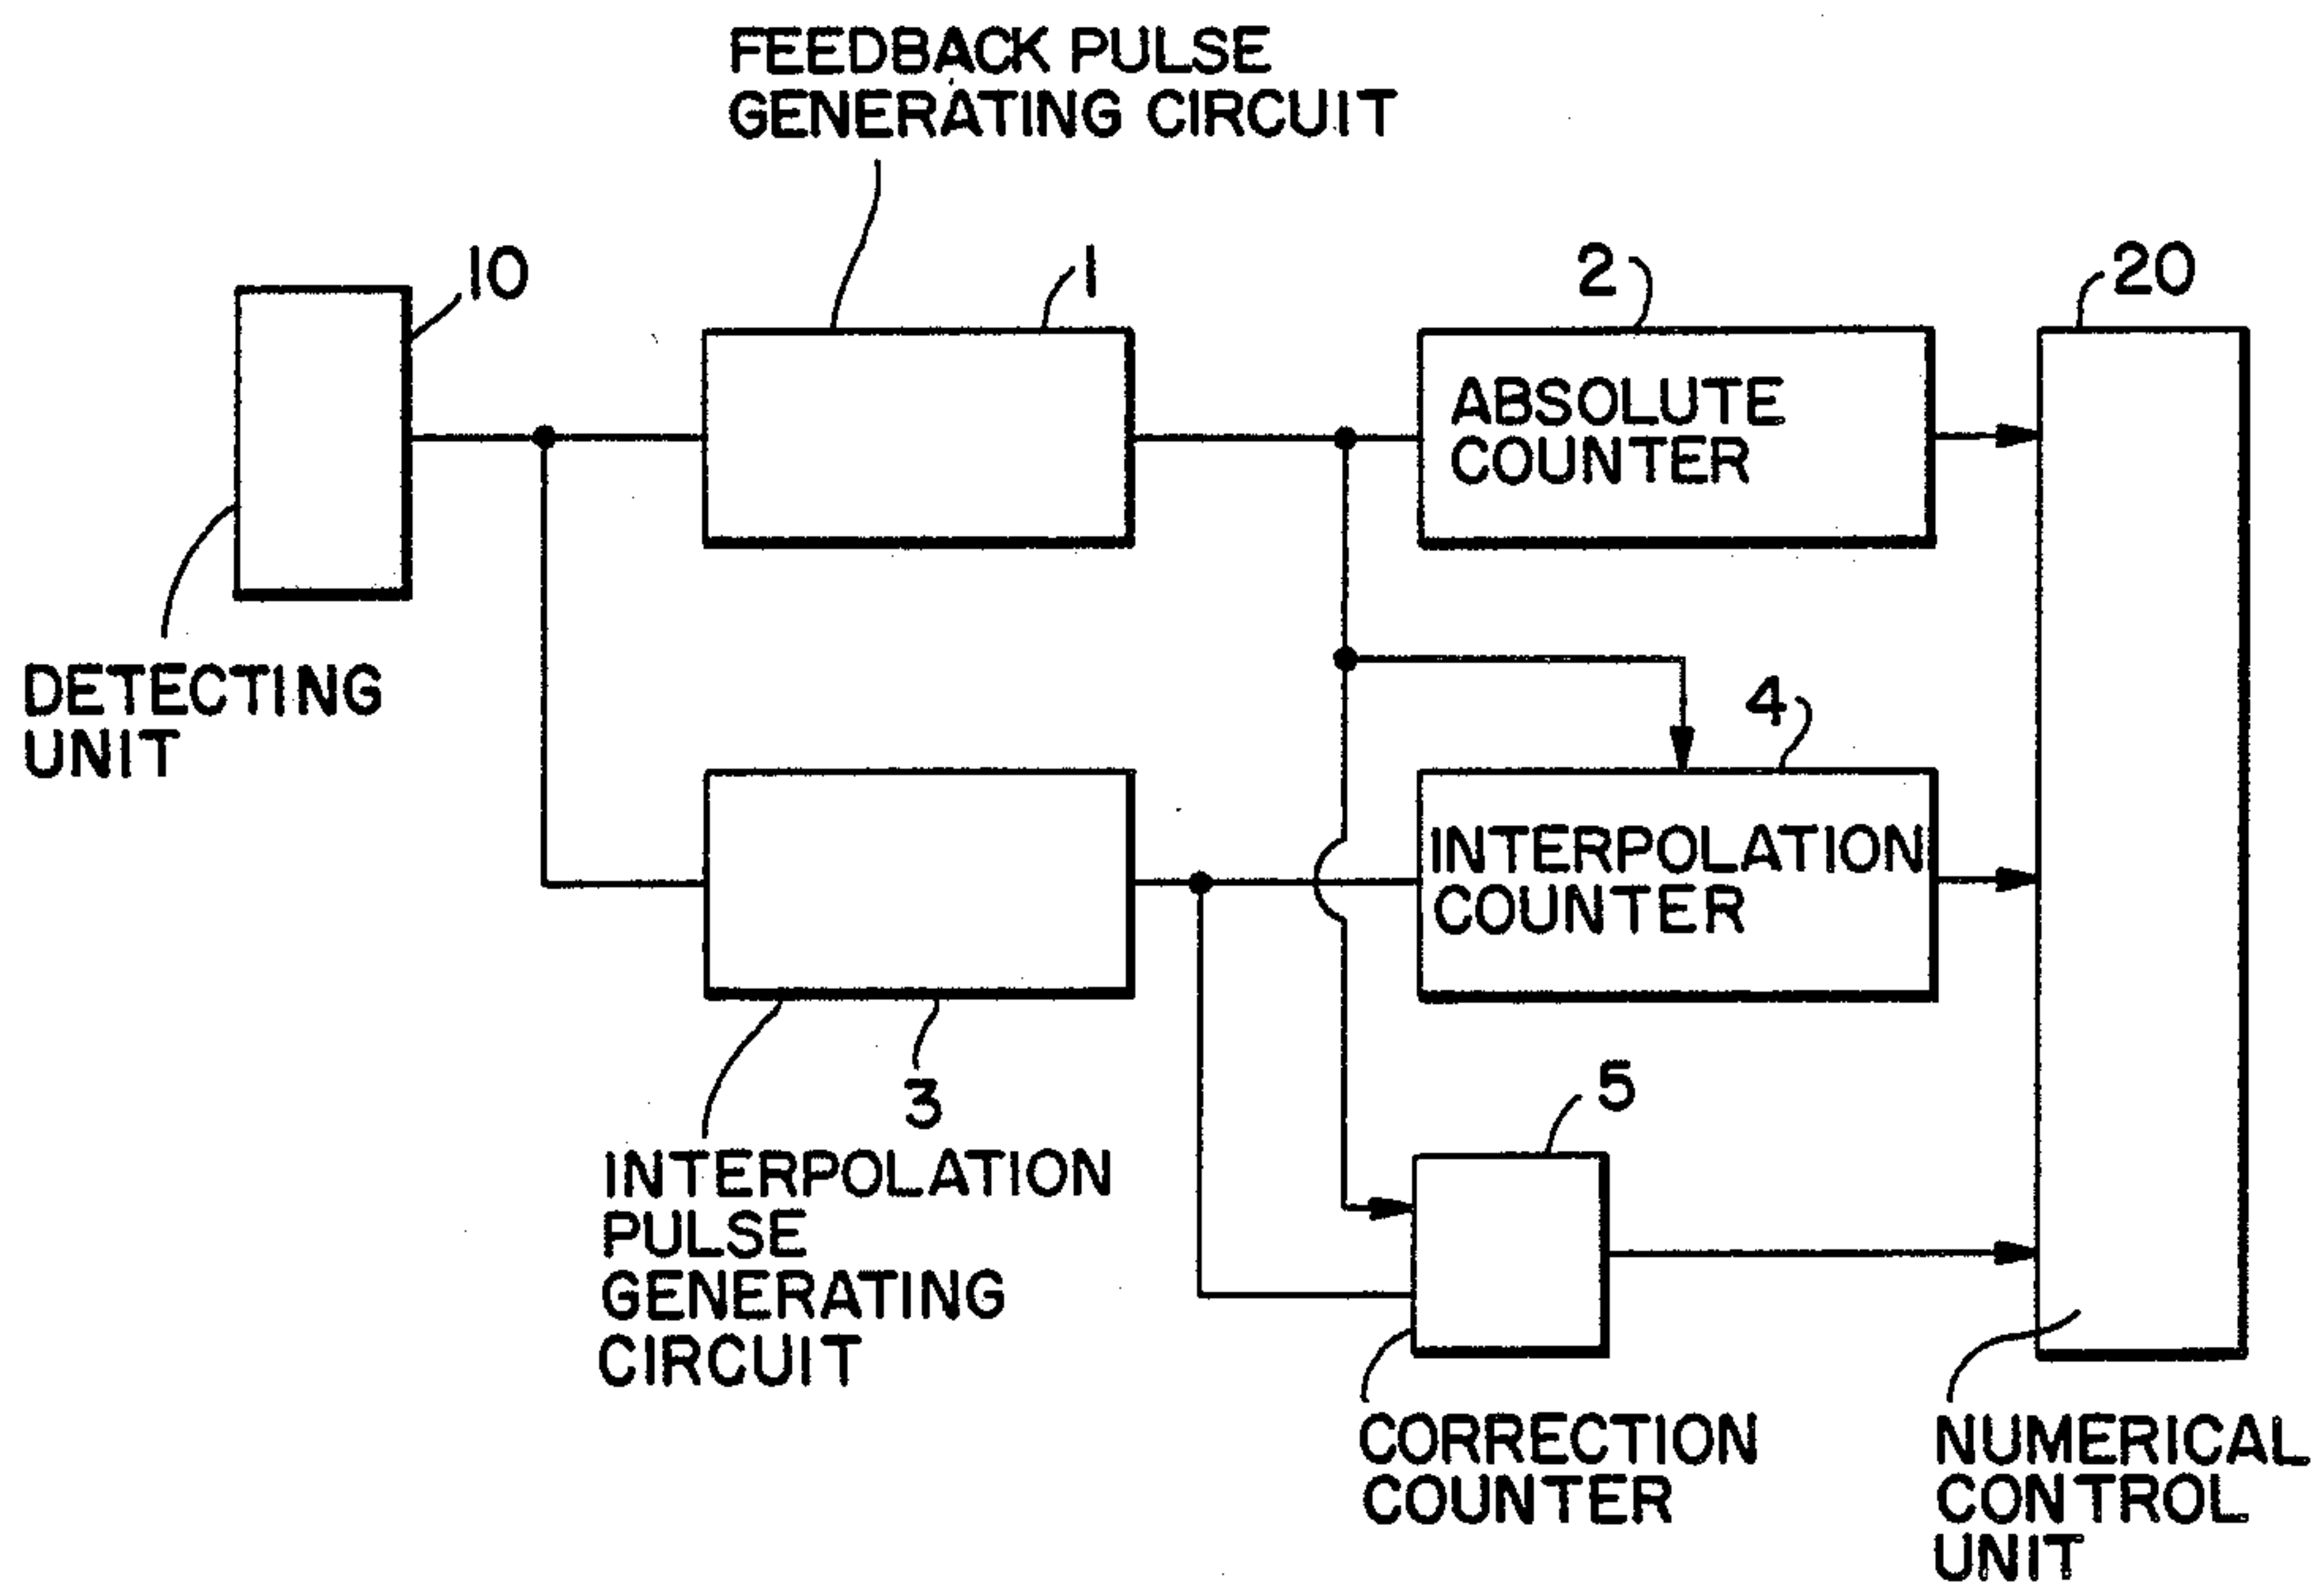 FEEDBACK PULSE
GENERATING CIRCUIT
10
1
2
20
ABSOLUTE
COUNTER
DETECTING
UNIT
4
INTERPOLATION
COUNTER
3
5
INTERPOLATION
PULSE
GENERATING
CIRCUIT
CORRECTION
COUNTER
NUMERICAL
CONTROL
UNIT